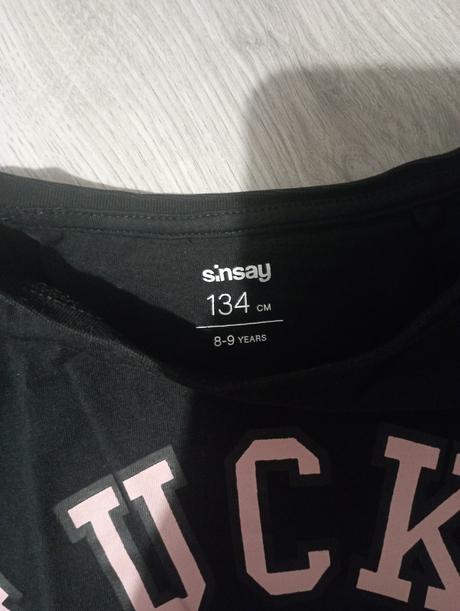 sinsay
134 CM
8-9 YEARS
UCK